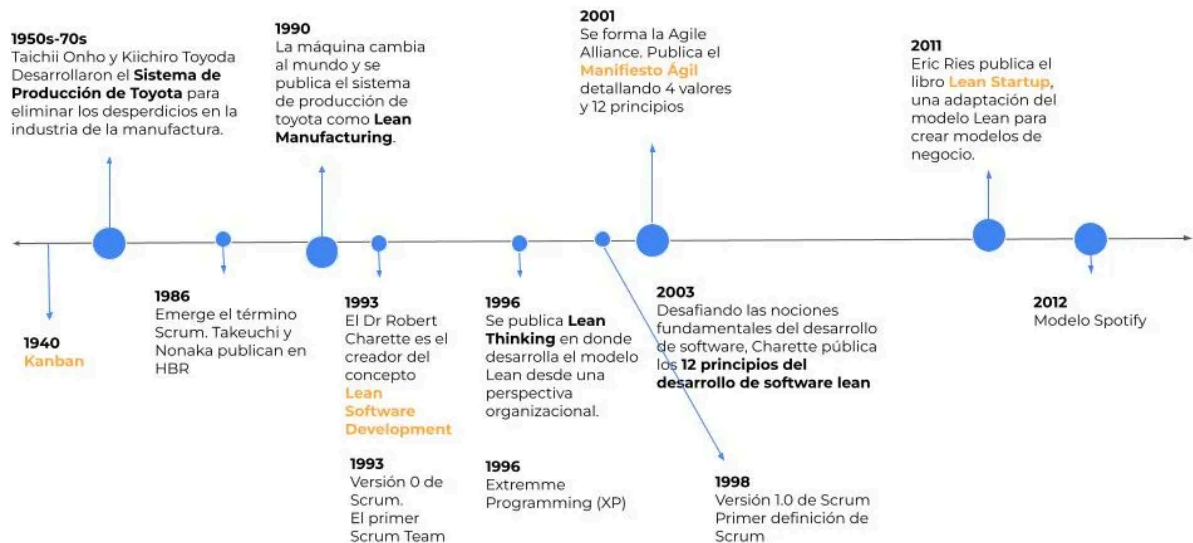 1950s-70s
Taichii Onho y Kiichiro Toyoda
Desarrollaron el Sistema de
Producción de Toyota para
eliminar los desperdicios en la
industria de la manufactura.
1990
La máquina cambia
al mundo y se
publica el sistema
de producción de
toyota como Lean
Manufacturing.
2001
Se forma la Agile
Alliance. Publica el
Manifiesto Ágil
detallando 4 valores
y 12 principios
2011
Eric Ries publica el
libro Lean Startup,
una adaptación del
modelo Lean para
crear modelos de
negocio.
1940
Kanban
1986
Emerge el término
Scrum. Takeuchi y
Nonaka publican en
HBR
1993
El Dr Robert
Charette es el
creador del
concepto
Lean
Software
Development
1993
Versión 0 de
Scrum.
El primer
Scrum Team
1996
Se publica Lean
Thinking en donde
desarrolla el modelo
Lean desde una
perspectiva
organizacional.
1996
Extremme
Programming (XP)
2003
Desafiando las nociones
fundamentales del desarrollo
de software, Charette pública
los 12 principios del
desarrollo de software lean
1998
Versión 1.0 de Scrum
Primer definición de
Scrum
2012
Modelo Spotify